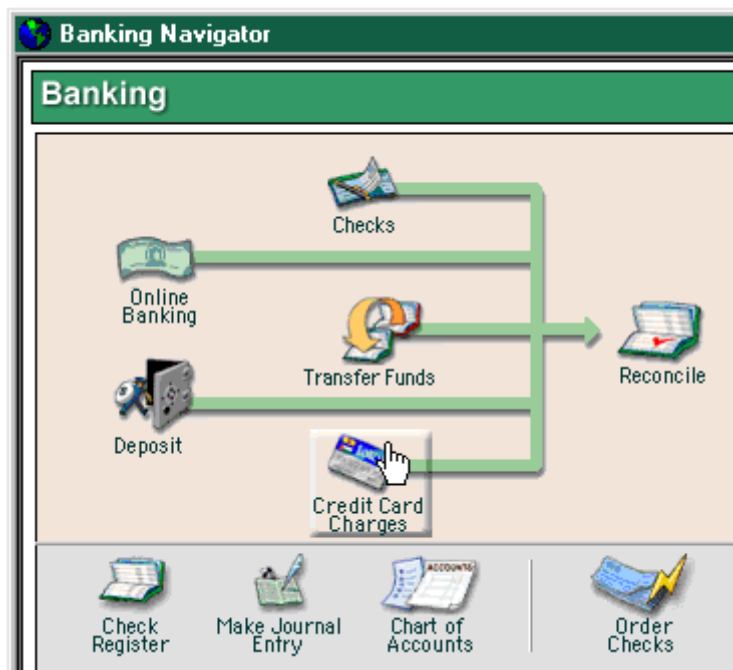 Banking Navigator
Banking
Checks
Online
Banking
Transfer Funds
Reconcile
Deposit
Credit Card
Charges
ACCOUNTS
Check
Register
Make Journal
Entry
Chart of
Accounts
Order
Checks